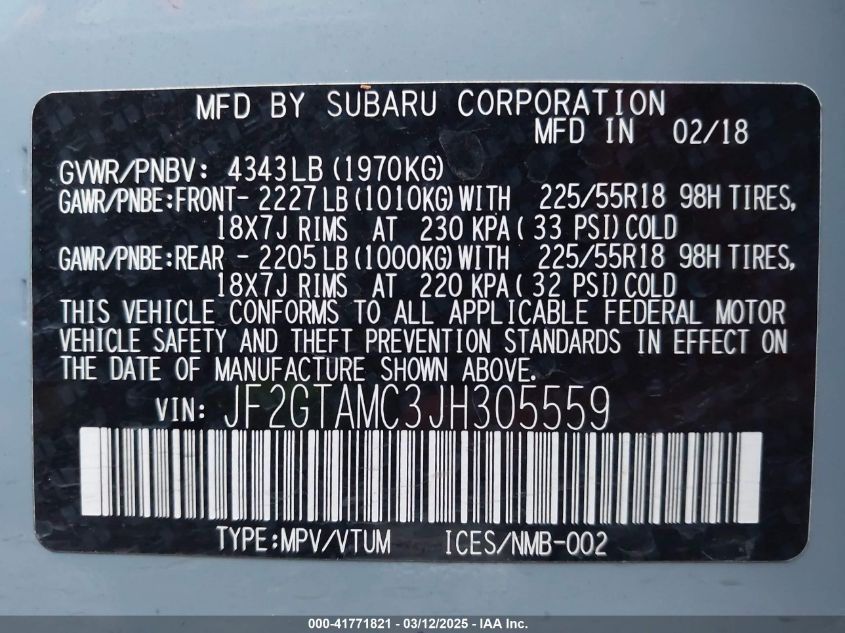 MFD BY SUBARU CORPORATION
MFD IN 02/18
GVWR/PNBV: 4343LB (1970KG)
GAWR/PNBE:FRONT- 2227 LB (1010KG) WITH 225/55R18 98H TIRES,
18X7J RIMS AT 230 KPA ( 33 PSI) COLD
GAWR/PNBE:REAR - 2205 LB (1000KG) WITH 225/55R18 98H TIRES,
18X7J RIMS AT 220 KPA ( 32 PSI) COLD
THIS VEHICLE CONFORMS TO ALL APPLICABLE FEDERAL MOTOR
VEHICLE SAFETY AND THEFT PREVENTION STANDARDS IN EFFECT ON
THE DATE OF MANUFACTURE SHOWN ABOVE.
VIN: JF2GTAMC3JH305559
TYPE:MPV/VTUM ICES/NMB-002
000-41771821 - 03/12/2025 - IAA Inc.